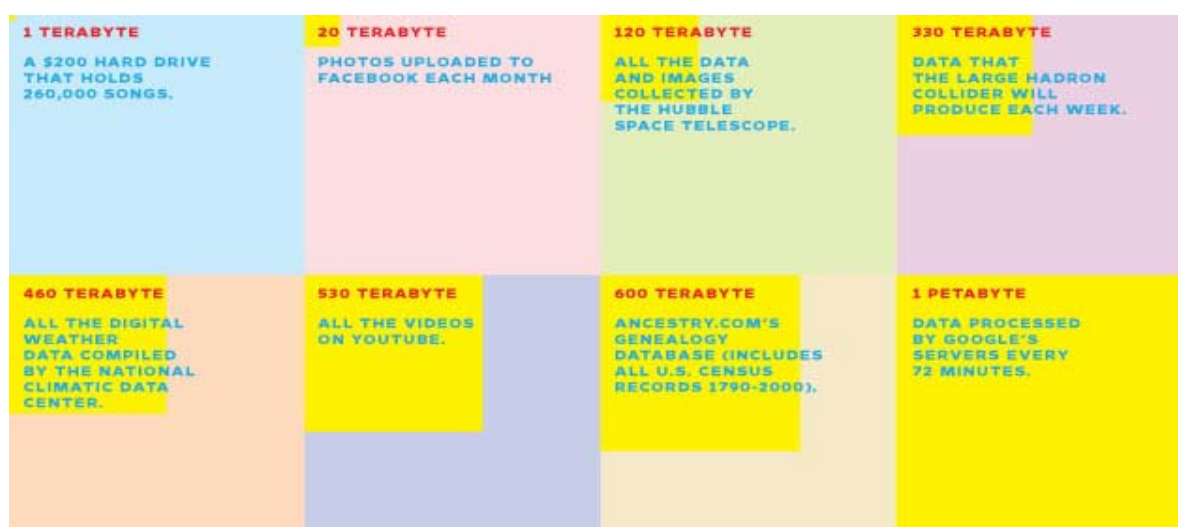 1 TERABYTE
A $200 HARD DRIVE
THAT HOLDS
260,000 SONGS.
20 TERABYTE
PHOTOS UPLOADED TO
FACEBOOK EACH MONTH
120 TERABYTE
ALL THE DATA
AND IMAGES
COLLECTED BY
THE HUBBLE
SPACE TELESCOPE.
330 TERABYTE
DATA THAT
THE LARGE HADRON
COLLIDER WILL
PRODUCE EACH WEEK.
460 TERABYTE
ALL THE DIGITAL
WEATHER
DATA COMPILED
BY THE NATIONAL
CLIMATIC DATA
CENTER.
530 TERABYTE
ALL THE VIDEOS
ON YOUTUBE.
600 TERABYTE
ANCESTRY.COM'S
GENEALOGY
DATABASE (INCLUDES
ALL U.S. CENSUS
RECORDS 1790-2000).
1 PETABYTE
DATA PROCESSED
BY GOOGLE'S
SERVERS EVERY
72 MINUTES.